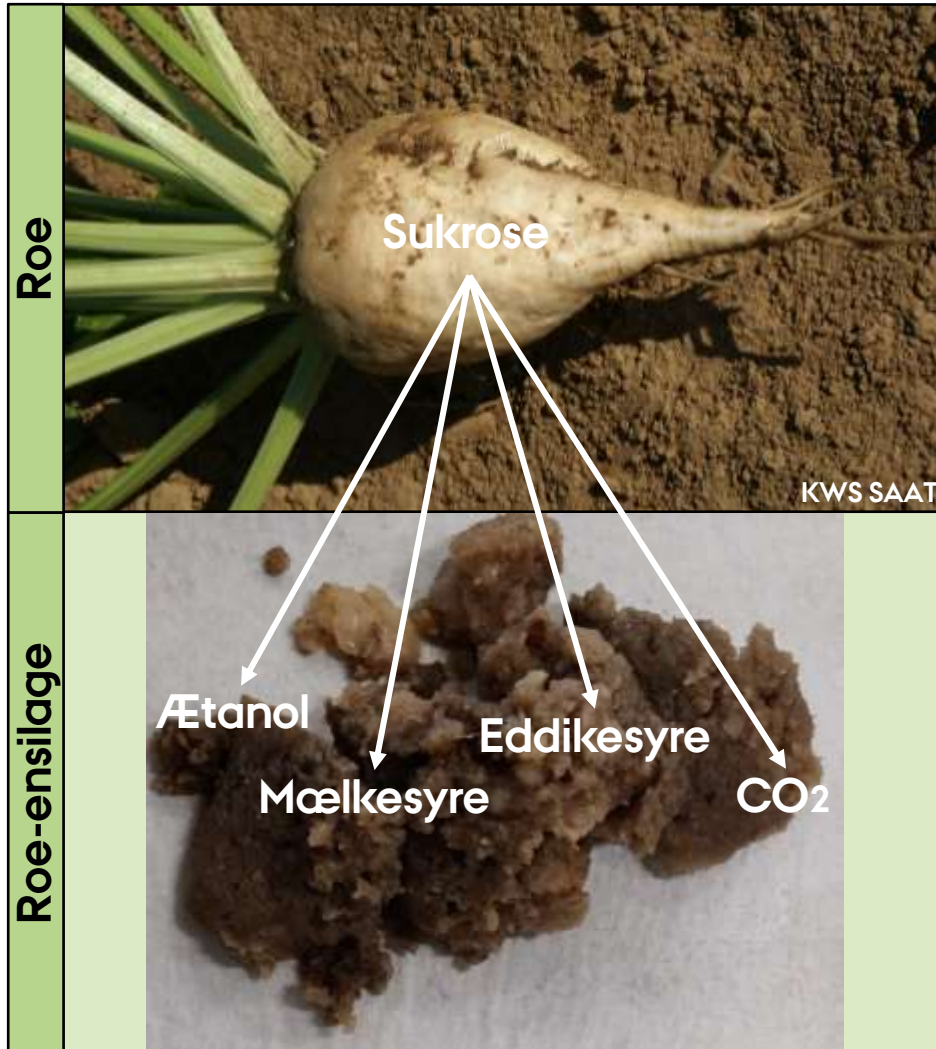 Roe
Sukrose
KWS SAAT
Roe-ensilage
Ætanol
Eddikesyre
Mælkesyre
CO2